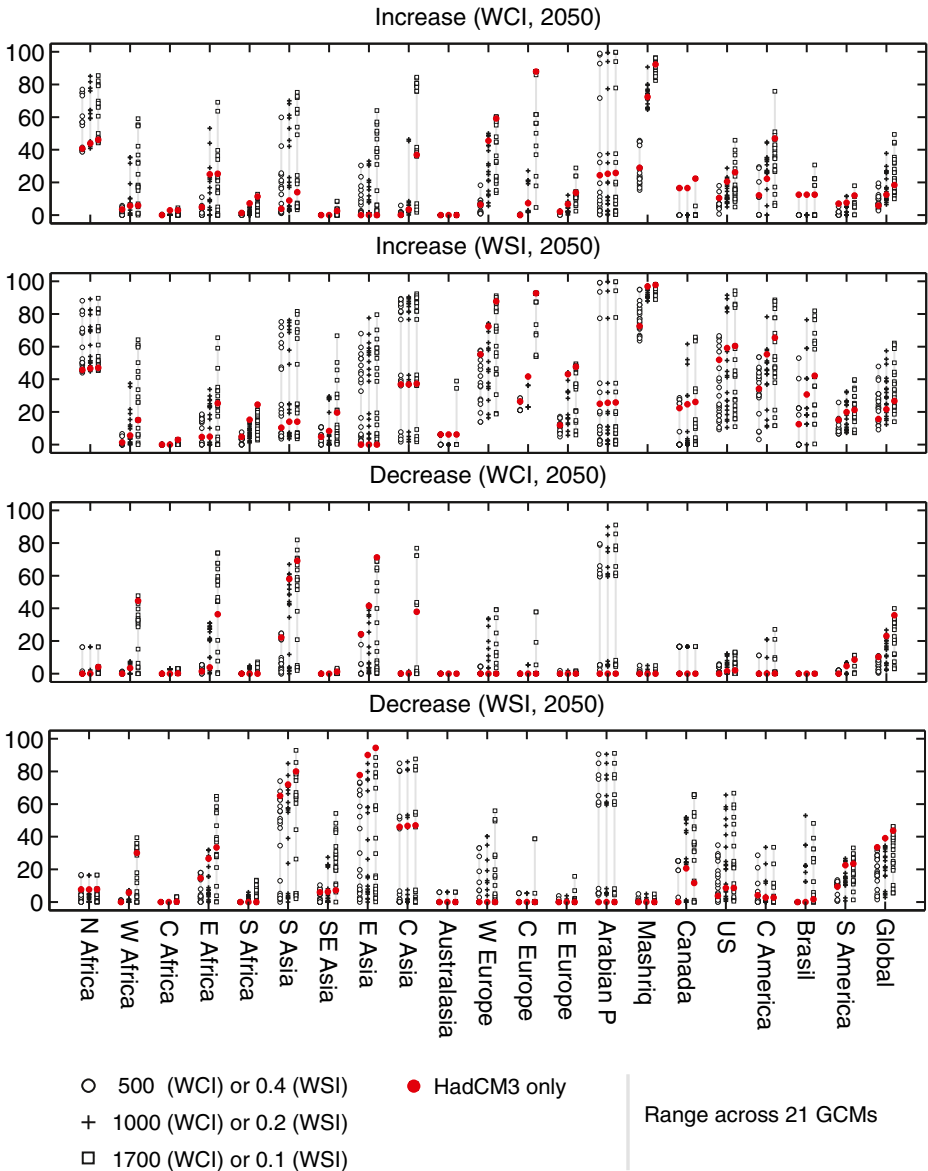 Increase (WCI, 2050)
100
80
60
40
20
0
Increase (WSI, 2050)
100
80
60
40
20
0
Decrease (WCI, 2050)
100
80
60
40
20
0
Decrease (WSI, 2050)
100
80
60
40
20
0
N Africa
W Africa
C Africa
E Africa
S Africa
S Asia
SE Asia
E Asia
C Asia
Australasia
W Europe
C Europe
E Europe
Arabian P
Mashriq
Canada
US
C America
Brasil
S America
Global
500 (WCI) or 0.4 (WSI)
HadCM3 only
1000 (WCI) or 0.2 (WSI)
Range across 21 GCMs
1700 (WCI) or 0.1 (WSI)